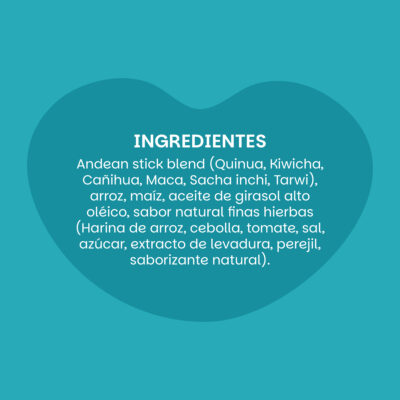 INGREDIENTES
Andean stick blend (Quinua, Kiwicha,
Cañihua, Maca, Sacha inchi, Tarwi),
arroz, maíz, aceite de girasol alto
oléico, sabor natural finas hierbas
(Harina de arroz, cebolla, tomate, sal,
azúcar, extracto de levadura, perejil,
saborizante natural).